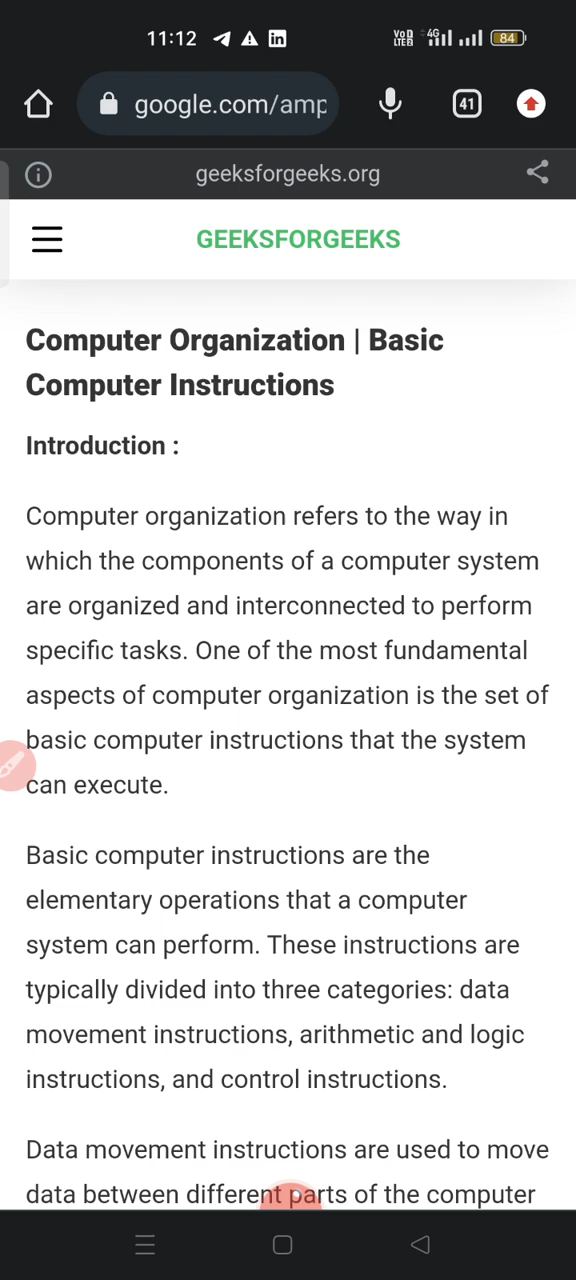 11:12
VoD LTE 4G 84
google.com/amp
41
geeksforgeeks.org
GEEKSFORGEEKS
Computer Organization | Basic
Computer Instructions
Introduction :
Computer organization refers to the way in
which the components of a computer system
are organized and interconnected to perform
specific tasks. One of the most fundamental
aspects of computer organization is the set of
basic computer instructions that the system
can execute.
Basic computer instructions are the
elementary operations that a computer
system can perform. These instructions are
typically divided into three categories: data
movement instructions, arithmetic and logic
instructions, and control instructions.
Data movement instructions are used to move
data between different parts of the computer